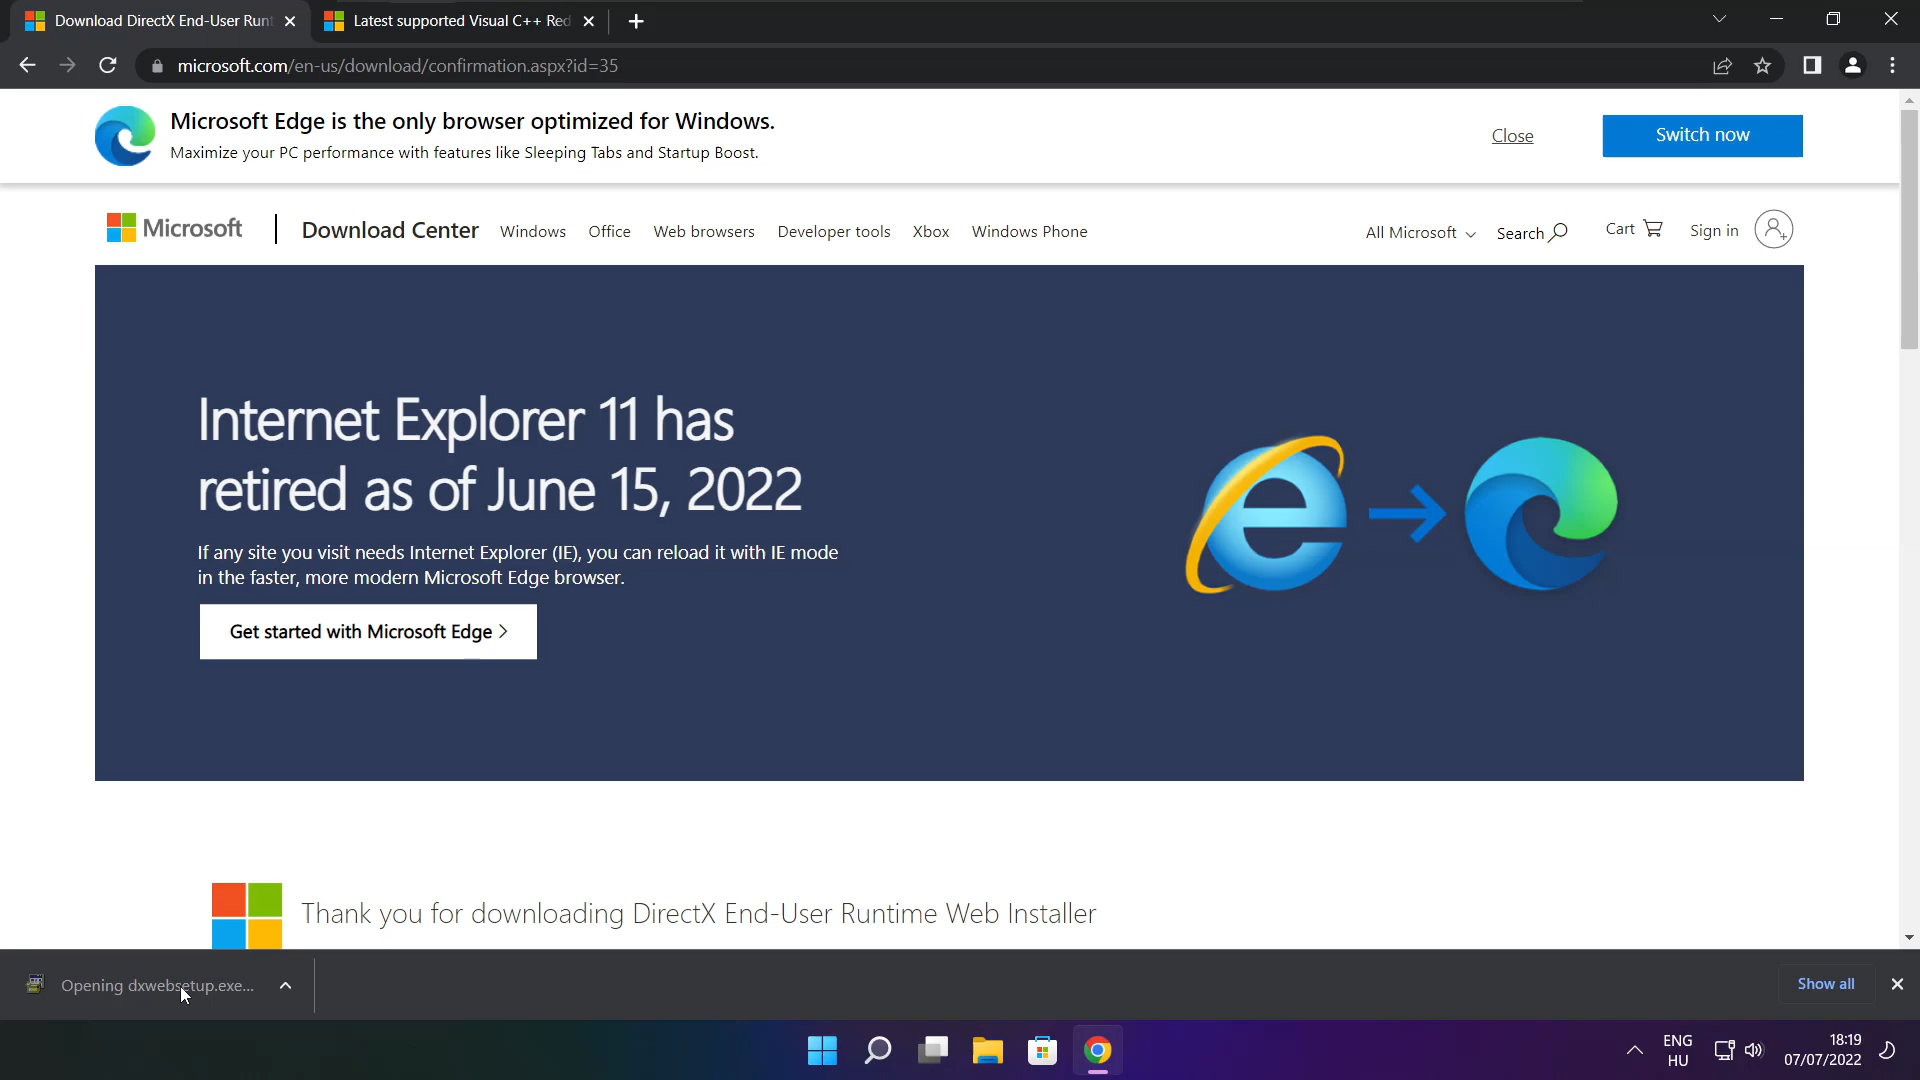 Download DirectX End-User Runt
Latest supported Visual C++ Red
microsoft.com/en-us/download/confirmation.aspx?id=35
Microsoft Edge is the only browser optimized for Windows.
Maximize your PC performance with features like Sleeping Tabs and Startup Boost.
Close
Switch now
Microsoft
Download Center
Windows
Office
Web browsers
Developer tools
Xbox
Windows Phone
All Microsoft
Search
Cart
Sign in
Internet Explorer 11 has
retired as of June 15, 2022
If any site you visit needs Internet Explorer (IE), you can reload it with IE mode
in the faster, more modern Microsoft Edge browser.
Get started with Microsoft Edge >
Thank you for downloading DirectX End-User Runtime Web Installer
Opening dxwebsetup.exe...
Show all
ENG
HU
18:19
07/07/2022